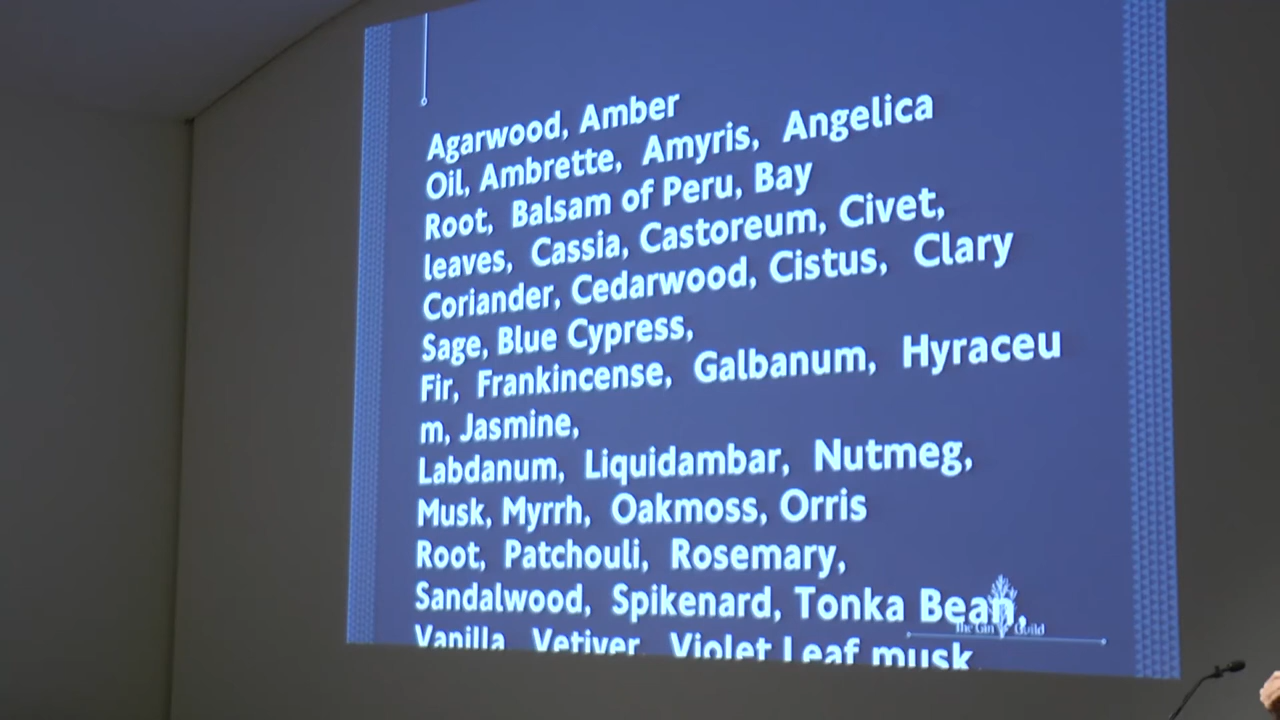 Agarwood, Amber
Oil, Ambrette, Amyris, Angelica
Root, Balsam of Peru, Bay
leaves, Cassia, Castoreum, Civet,
Coriander, Cedarwood, Cistus, Clary
Sage, Blue Cypress,
Fir, Frankincense, Galbanum, Hyraceu
m, Jasmine,
Labdanum, Liquidambar, Nutmeg,
Musk, Myrrh, Oakmoss, Orris
Root, Patchouli, Rosemary,
Sandalwood, Spikenard, Tonka Bean,
The Gin Guild
Vanilla Vetiver Violet Leaf musk